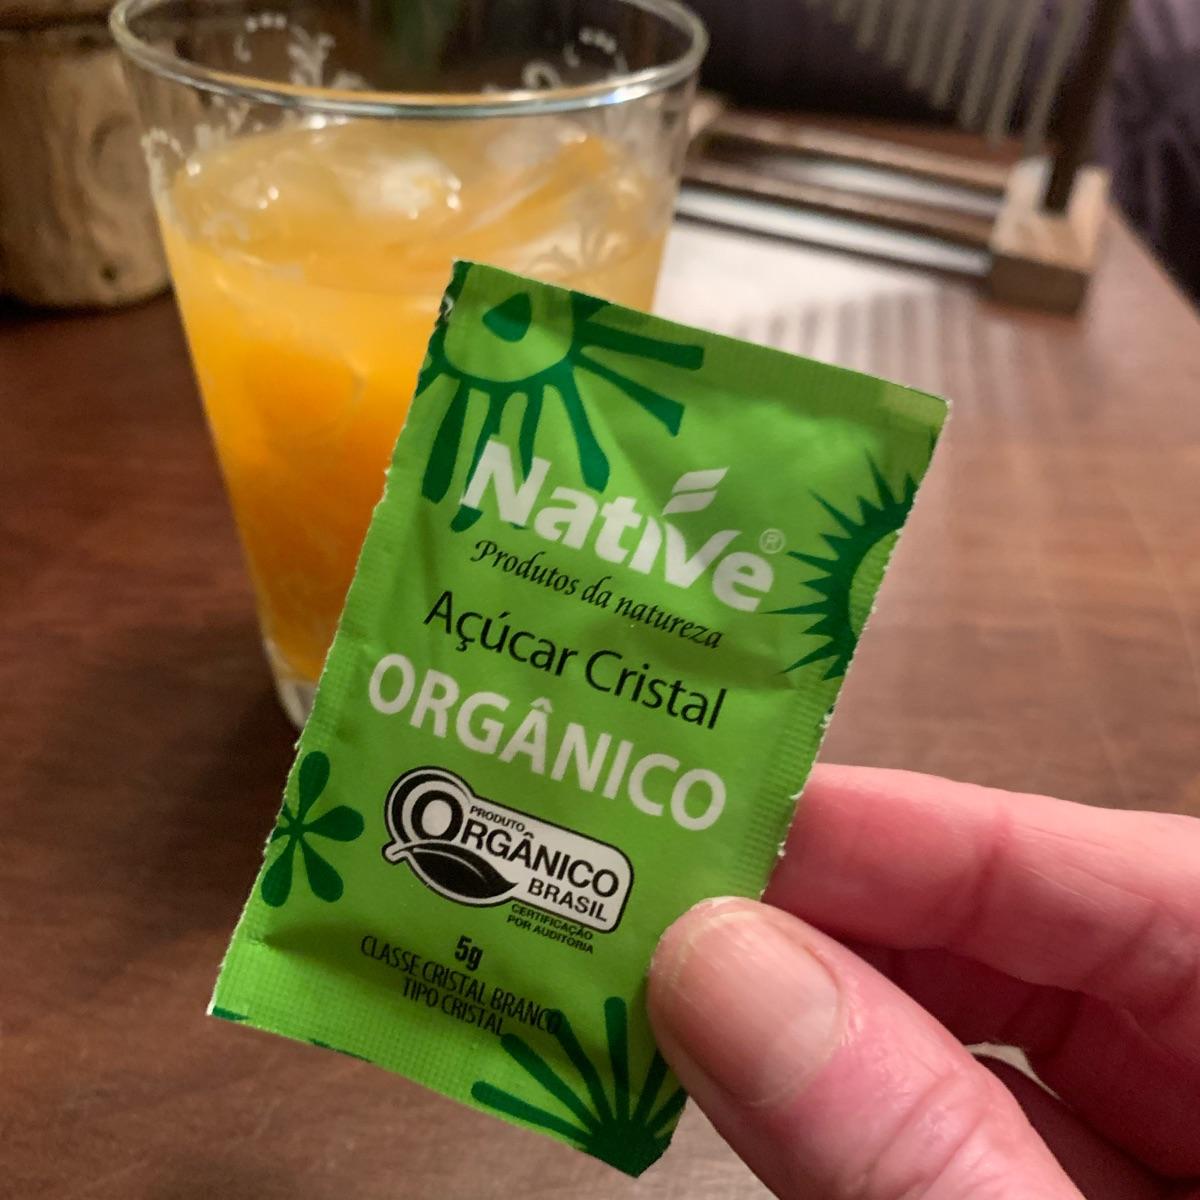 Native®
Produtos da natureza
Açúcar Cristal
ORGÂNICO
PRODUTO
ORGÂNICO
BRASIL
CERTIFICAÇÃO
POR AUDITORIA
5g
CLASSE CRISTAL BRANCO
TIPO CRISTAL